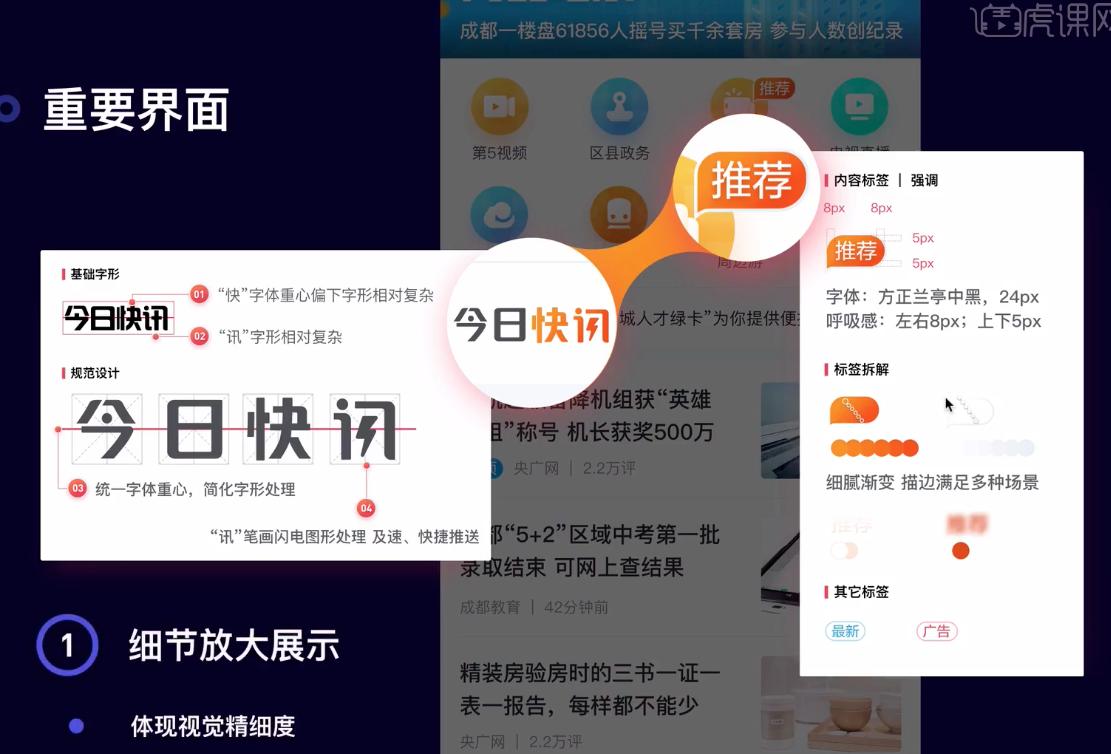 虎课网
成都一楼盘61856人摇号买千余套房 参与人数创纪录
重要界面
推荐
第5视频
区县政务
推荐
内容标签 | 强调
8px 8px
推荐
5px
5px
字体：方正兰亭中黑，24px
呼吸感：左右8px；上下5px
基础字形
今日快讯
01 “快”字体重心偏下字形相对复杂
02 “讯”字形相对复杂
规范设计
今日快讯
03 统一字体重心，简化字形处理
04
“讯”笔画闪电图形处理 及速、快捷推送
今日快讯
城人才绿卡”为你提供便
降机组获“英雄
组”称号 机长获奖500万
央广网 | 2.2万评
“5+2”区域中考第一批
录取结束 可网上查结果
成都教育 | 42分钟前
精装房验房时的三书一证一
表一报告，每样都不能少
央广网 | 2.2万评
标签拆解
细腻渐变 描边满足多种场景
推荐
推荐
其它标签
最新
广告
1
细节放大展示
体现视觉精细度